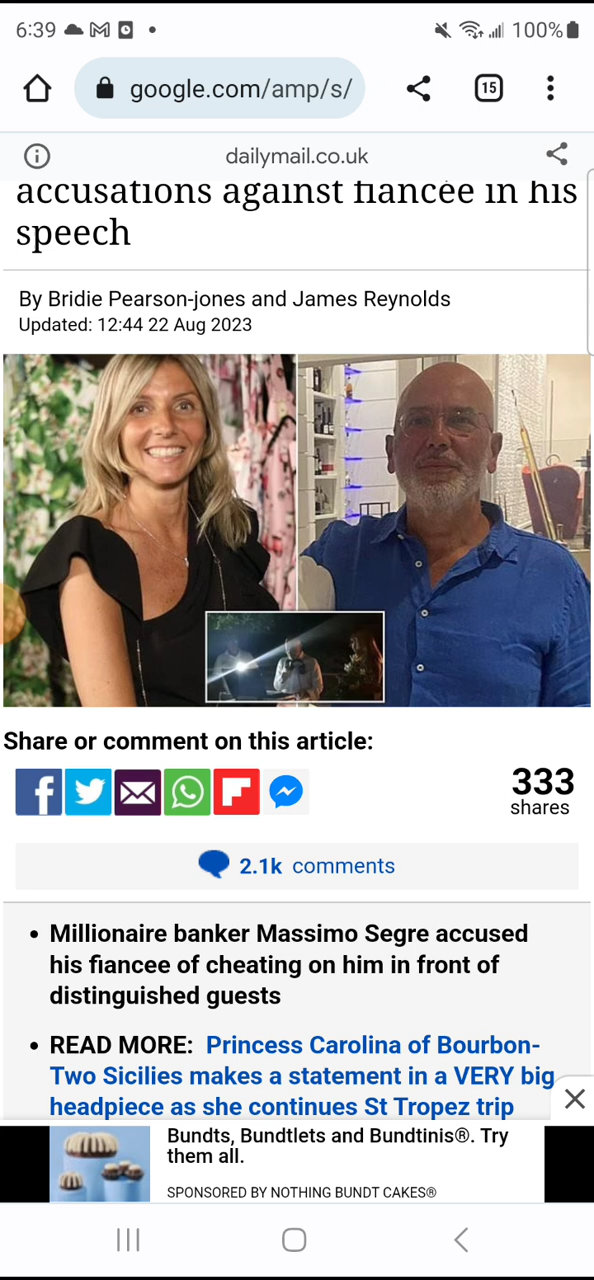 6:39
100%
google.com/amp/s/
15
dailymail.co.uk
accusations against fiancée in his
speech
By Bridie Pearson-jones and James Reynolds
Updated: 12:44 22 Aug 2023
Share or comment on this article:
333
shares
2.1k comments
• Millionaire banker Massimo Segre accused
his fiancee of cheating on him in front of
distinguished guests
• READ MORE: Princess Carolina of Bourbon-
Two Sicilies makes a statement in a VERY big
headpiece as she continues St Tropez trip
Bundts, Bundtlets and Bundtinis®. Try
them all.
SPONSORED BY NOTHING BUNDT CAKES®